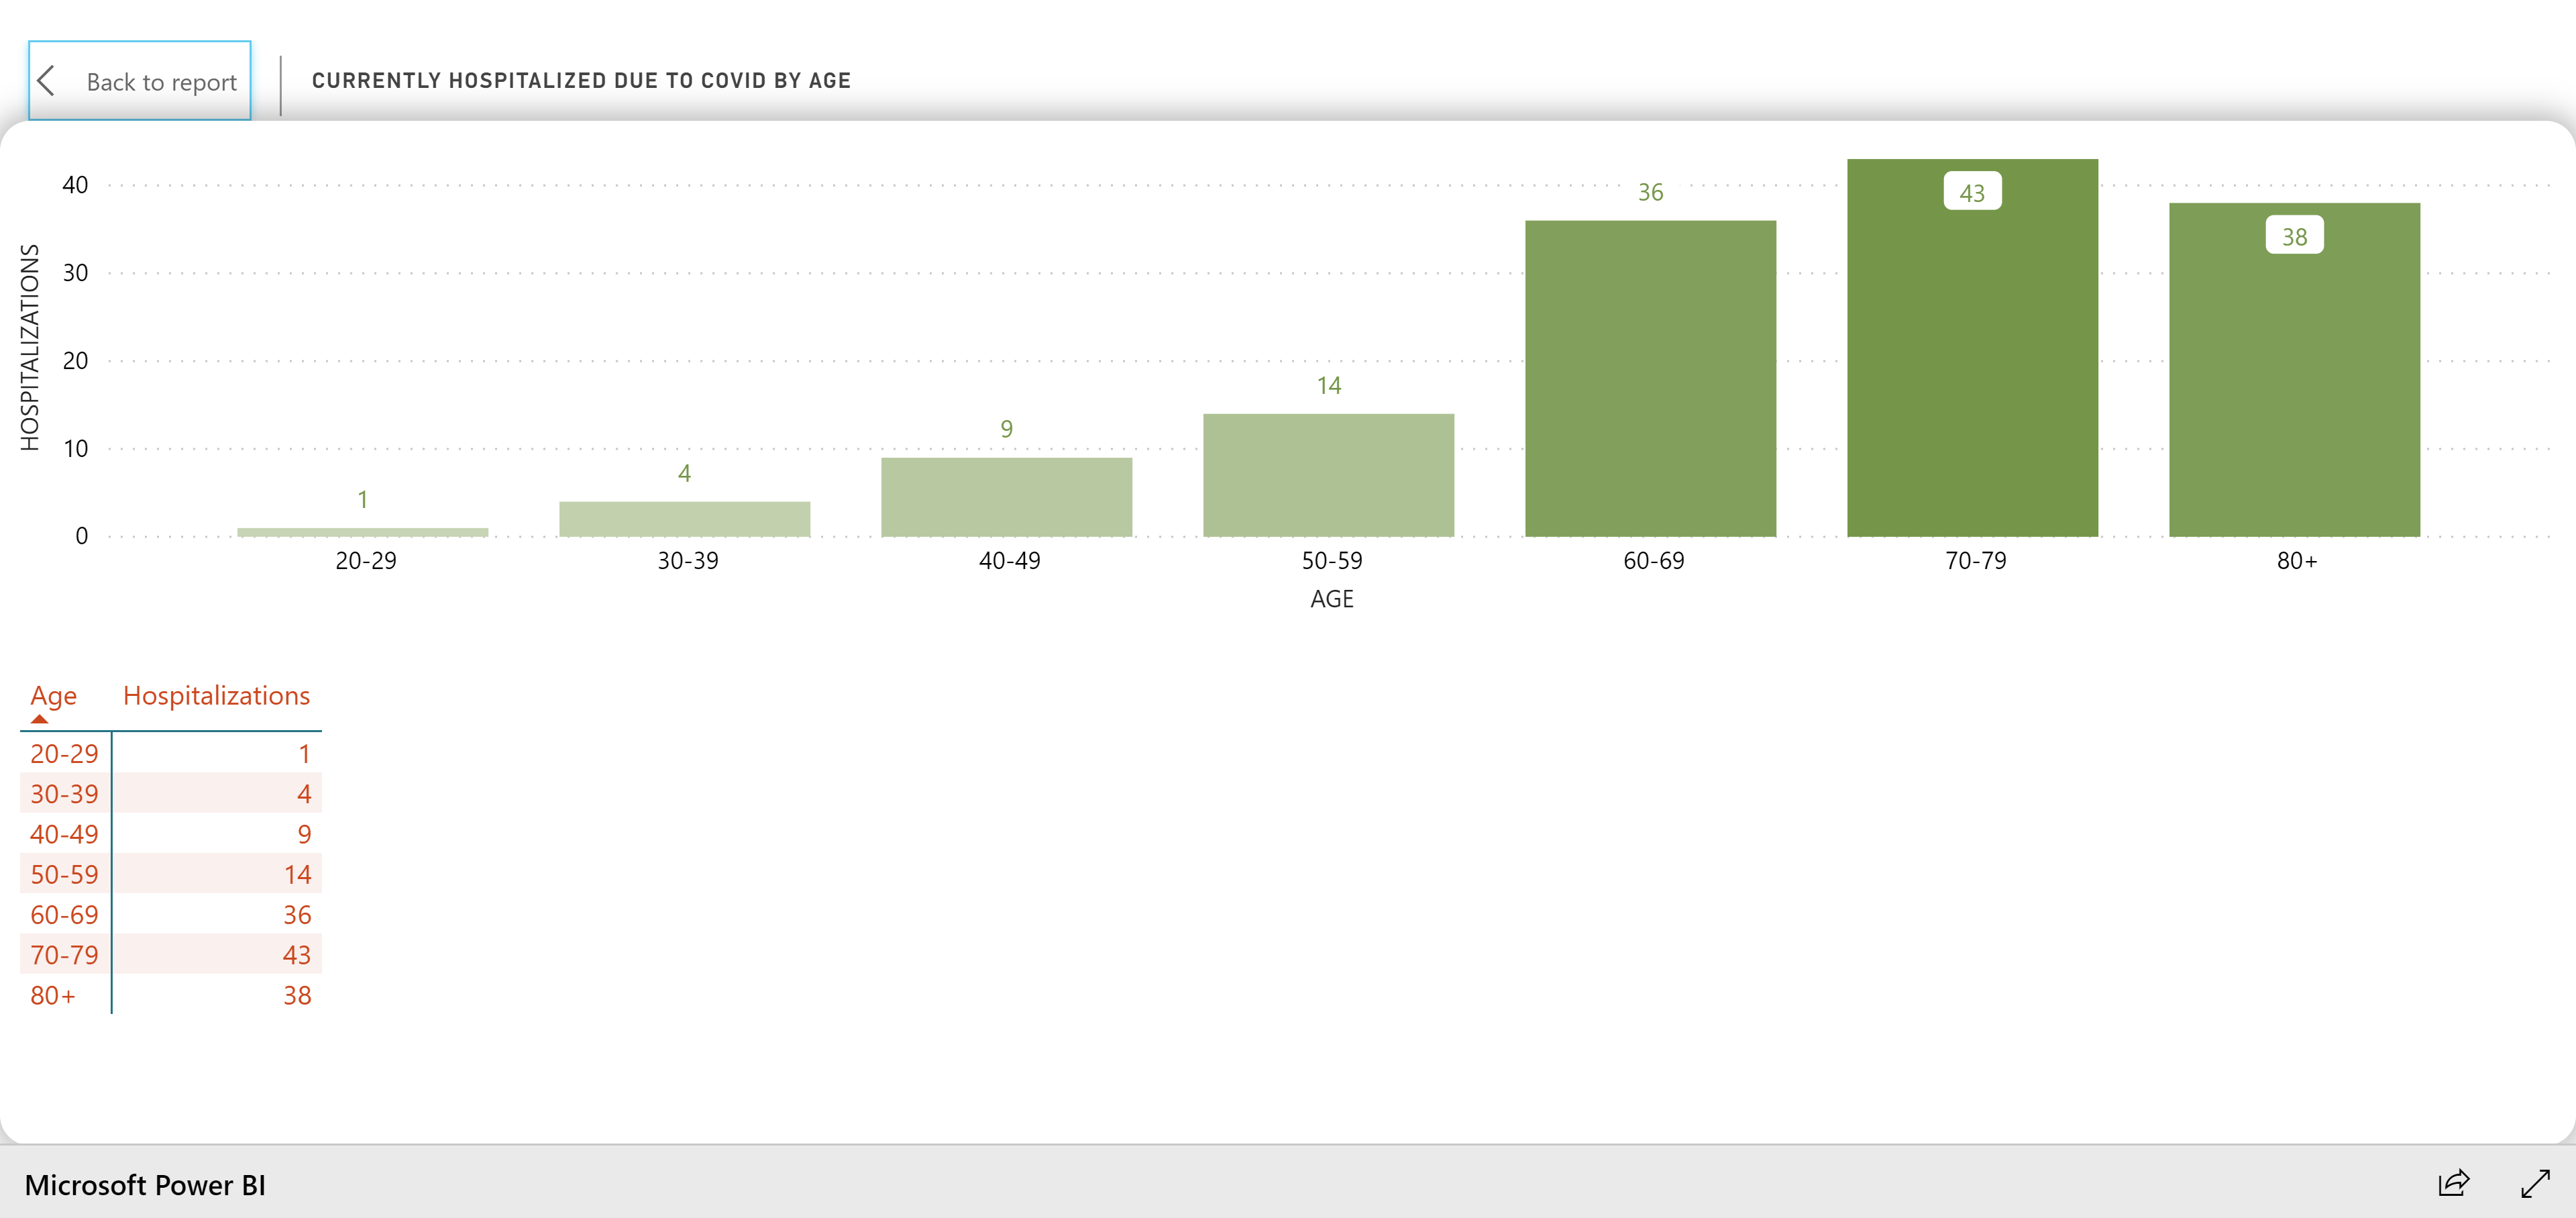 Back to report
CURRENTLY HOSPITALIZED DUE TO COVID BY AGE
HOSPITALIZATIONS
40
30
20
10
0
1
4
9
14
36
43
38
20-29 30-39 40-49 50-59 60-69 70-79 80+
AGE
Age Hospitalizations
20-29 1
30-39 4
40-49 9
50-59 14
60-69 36
70-79 43
80+ 38
Microsoft Power BI